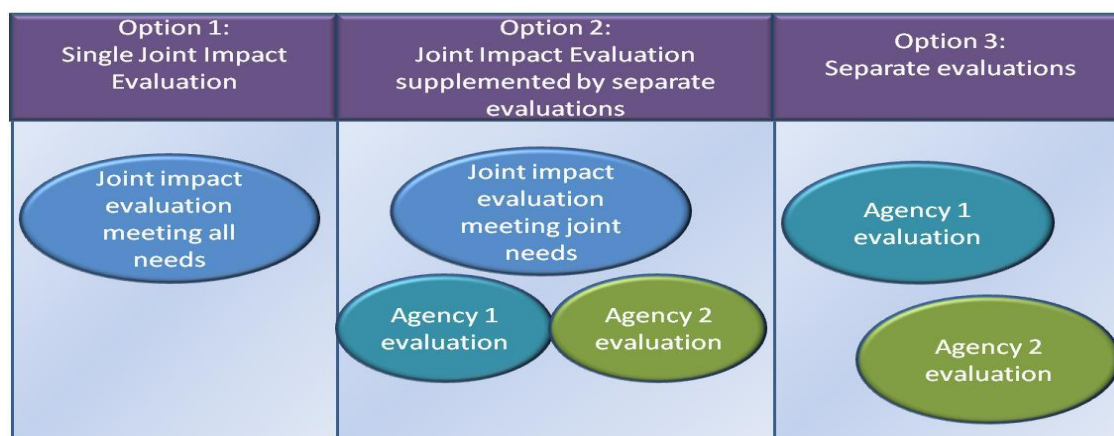 Option 1:
Single Joint Impact
Evaluation
Option 2:
Joint Impact Evaluation
supplemented by separate
evaluations
Option 3:
Separate evaluations
Joint impact
evaluation
meeting all
needs
Joint impact
evaluation
meeting joint
needs
Agency 1
evaluation
Agency 2
evaluation
Agency 1
evaluation
Agency 2
evaluation